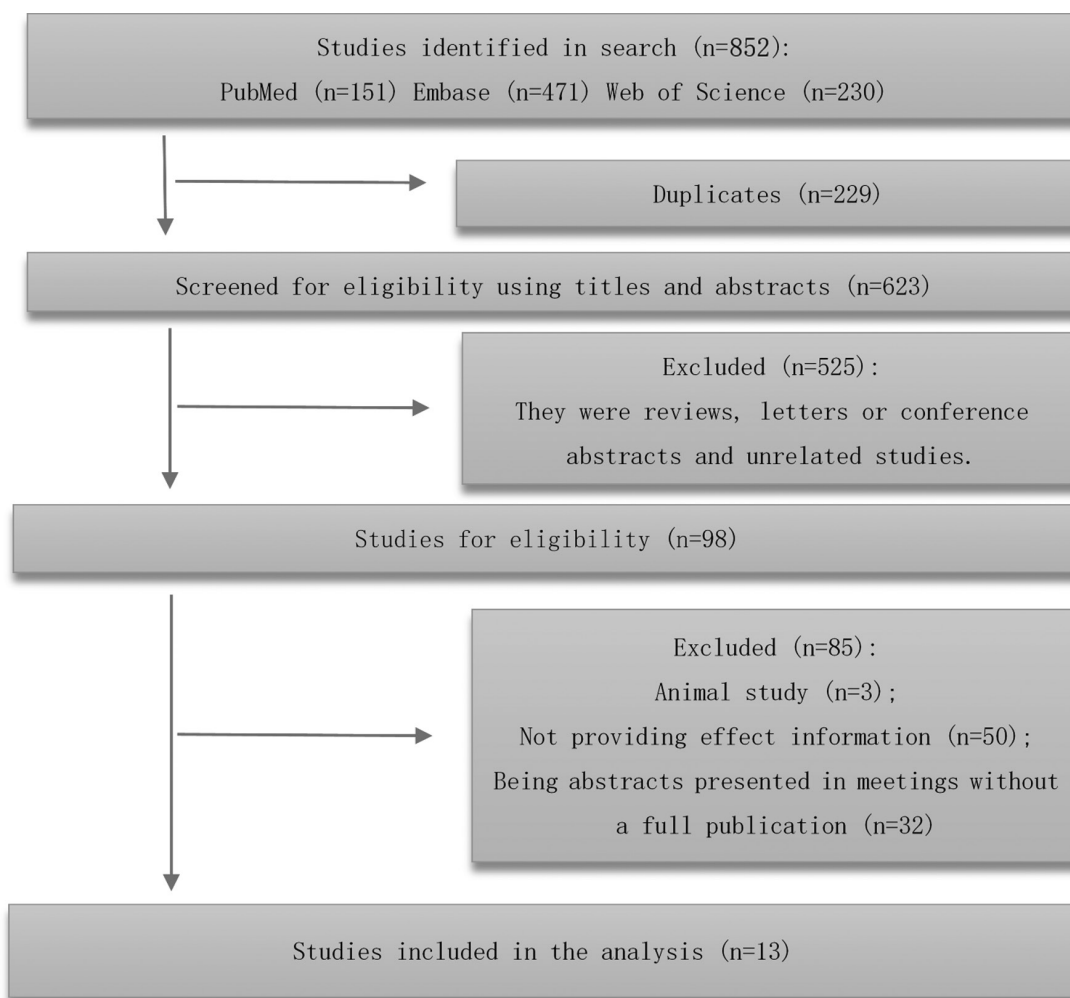 Studies identified in search (n=852):
PubMed (n=151) Embase (n=471) Web of Science (n=230)
Duplicates (n=229)
Screened for eligibility using titles and abstracts (n=623)
Excluded (n=525):
They were reviews, letters or conference
abstracts and unrelated studies.
Studies for eligibility (n=98)
Excluded (n=85):
Animal study (n=3);
Not providing effect information (n=50);
Being abstracts presented in meetings without
a full publication (n=32)
Studies included in the analysis (n=13)